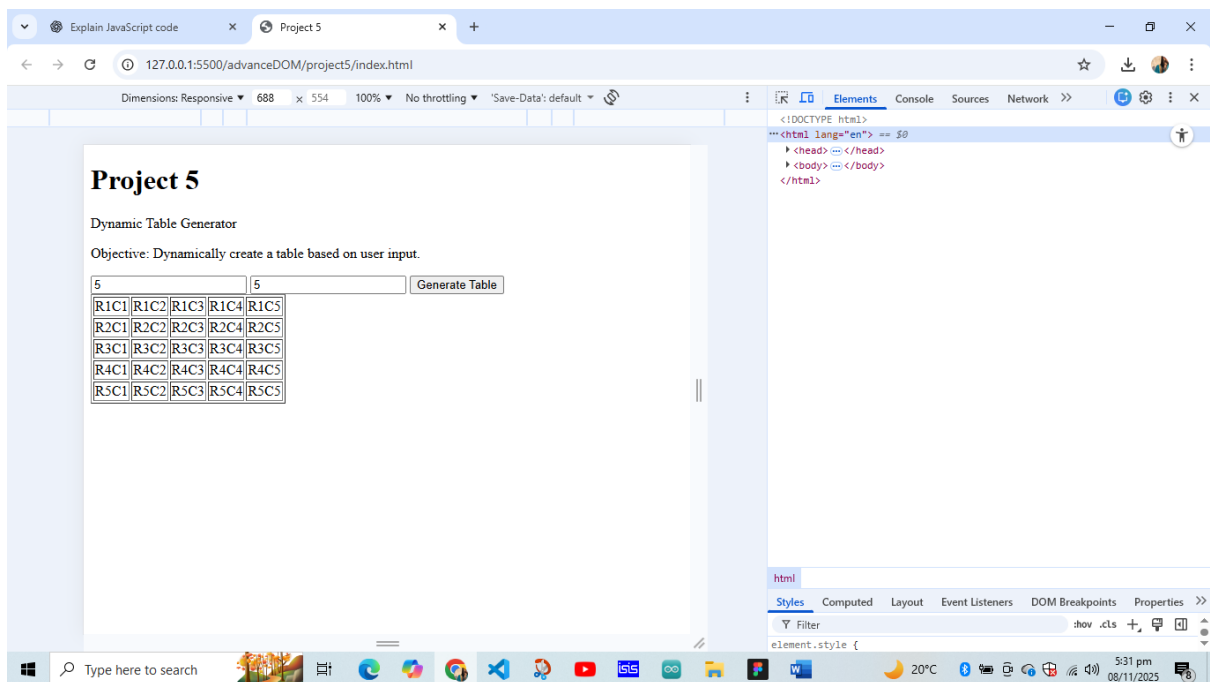 Explain JavaScript code
Project 5
127.0.0.1:5500/advanceDOM/project5/index.html
Dimensions: Responsive 688 x 554 100% No throttling 'Save-Data': default
Elements Console Sources Network
<!DOCTYPE html>
<html lang="en"> == $0
<head> </head>
<body> </body>
</html>
Project 5
Dynamic Table Generator
Objective: Dynamically create a table based on user input.
5 5 Generate Table
R1C1 R1C2 R1C3 R1C4 R1C5
R2C1 R2C2 R2C3 R2C4 R2C5
R3C1 R3C2 R3C3 R3C4 R3C5
R4C1 R4C2 R4C3 R4C4 R4C5
R5C1 R5C2 R5C3 R5C4 R5C5
html
Styles Computed Layout Event Listeners DOM Breakpoints Properties
Filter :hov .cls
element.style {
Type here to search
isis
20°C
5:31 pm
08/11/2025
8